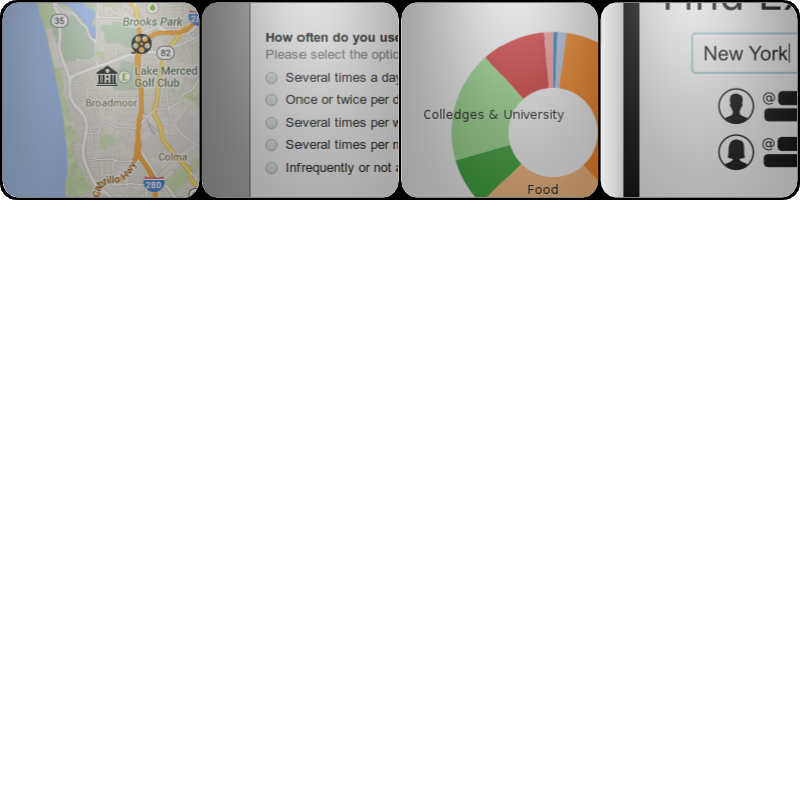 35
Brooks Park
82
Lake Merced
Golf Club
Broadmoor
Colma
Cabrillo Hwy
280
How often do you use
Please select the optio
Several times a day
Once or twice per d
Several times per w
Several times per m
Infrequently or not a
Colledges & University
Food
New York
@
@